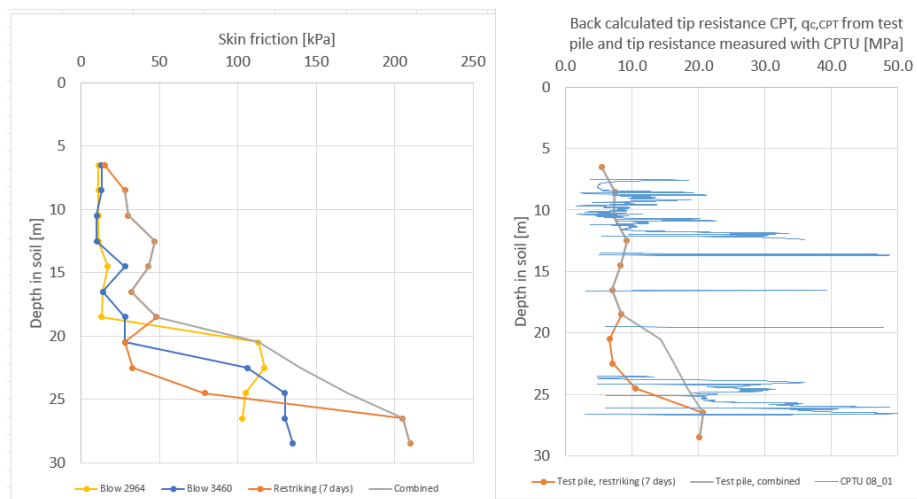 Skin friction [kPa]
0 50 100 150 200 250
0
5
10
15
20
25
30
Depth in soil [m]
Blow 2964 Blow 3460 Restriking (7 days) Combined
Back calculated tip resistance CPT, qc,CPT from test
pile and tip resistance measured with CPTU [MPa]
0.0 10.0 20.0 30.0 40.0 50.0
0
5
10
15
20
25
30
Depth in soil [m]
Test pile, restriking (7 days) Test pile, combined CPTU 08_01